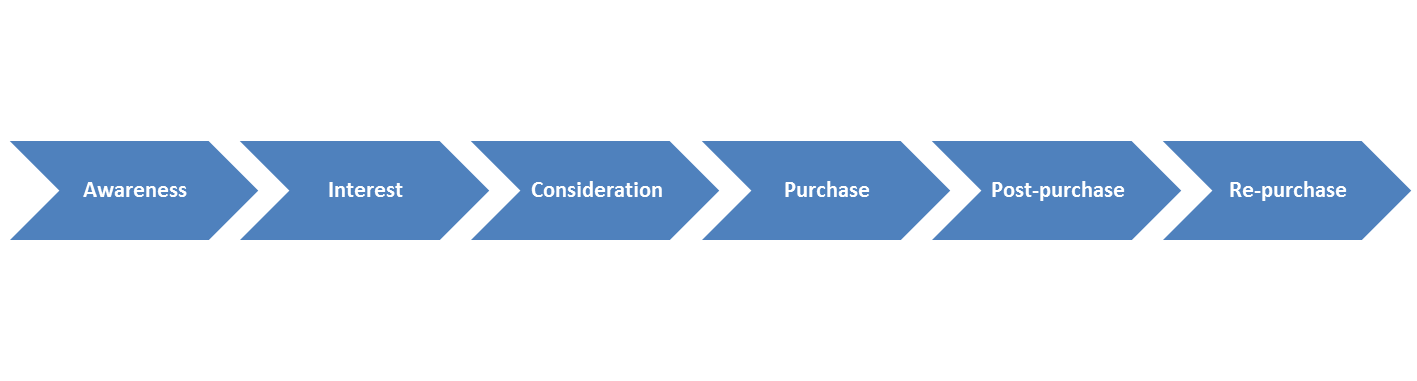 Awareness
Interest
Consideration
Purchase
Post-purchase
Re-purchase